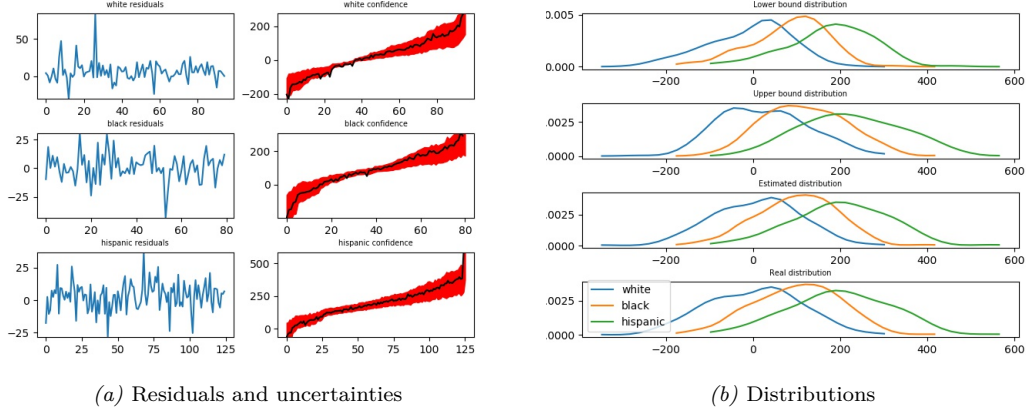 white residuals
50
0
0 20 40 60 80
white confidence
200
0
−200
0 20 40 60 80
black residuals
25
0
−25
0 20 40 60 80
black confidence
200
0
0 20 40 60 80
hispanic residuals
25
0
−25
0 25 50 75 100 125
hispanic confidence
500
250
0
0 25 50 75 100 125
(a) Residuals and uncertainties
Lower bound distribution
0.005
0.000
−200 0 200 400 600
Upper bound distribution
.0025
.0000
−200 0 200 400 600
Estimated distribution
.0025
.0000
−200 0 200 400 600
Real distribution
.0025
.0000
white
black
hispanic
−200 0 200 400 600
(b) Distributions